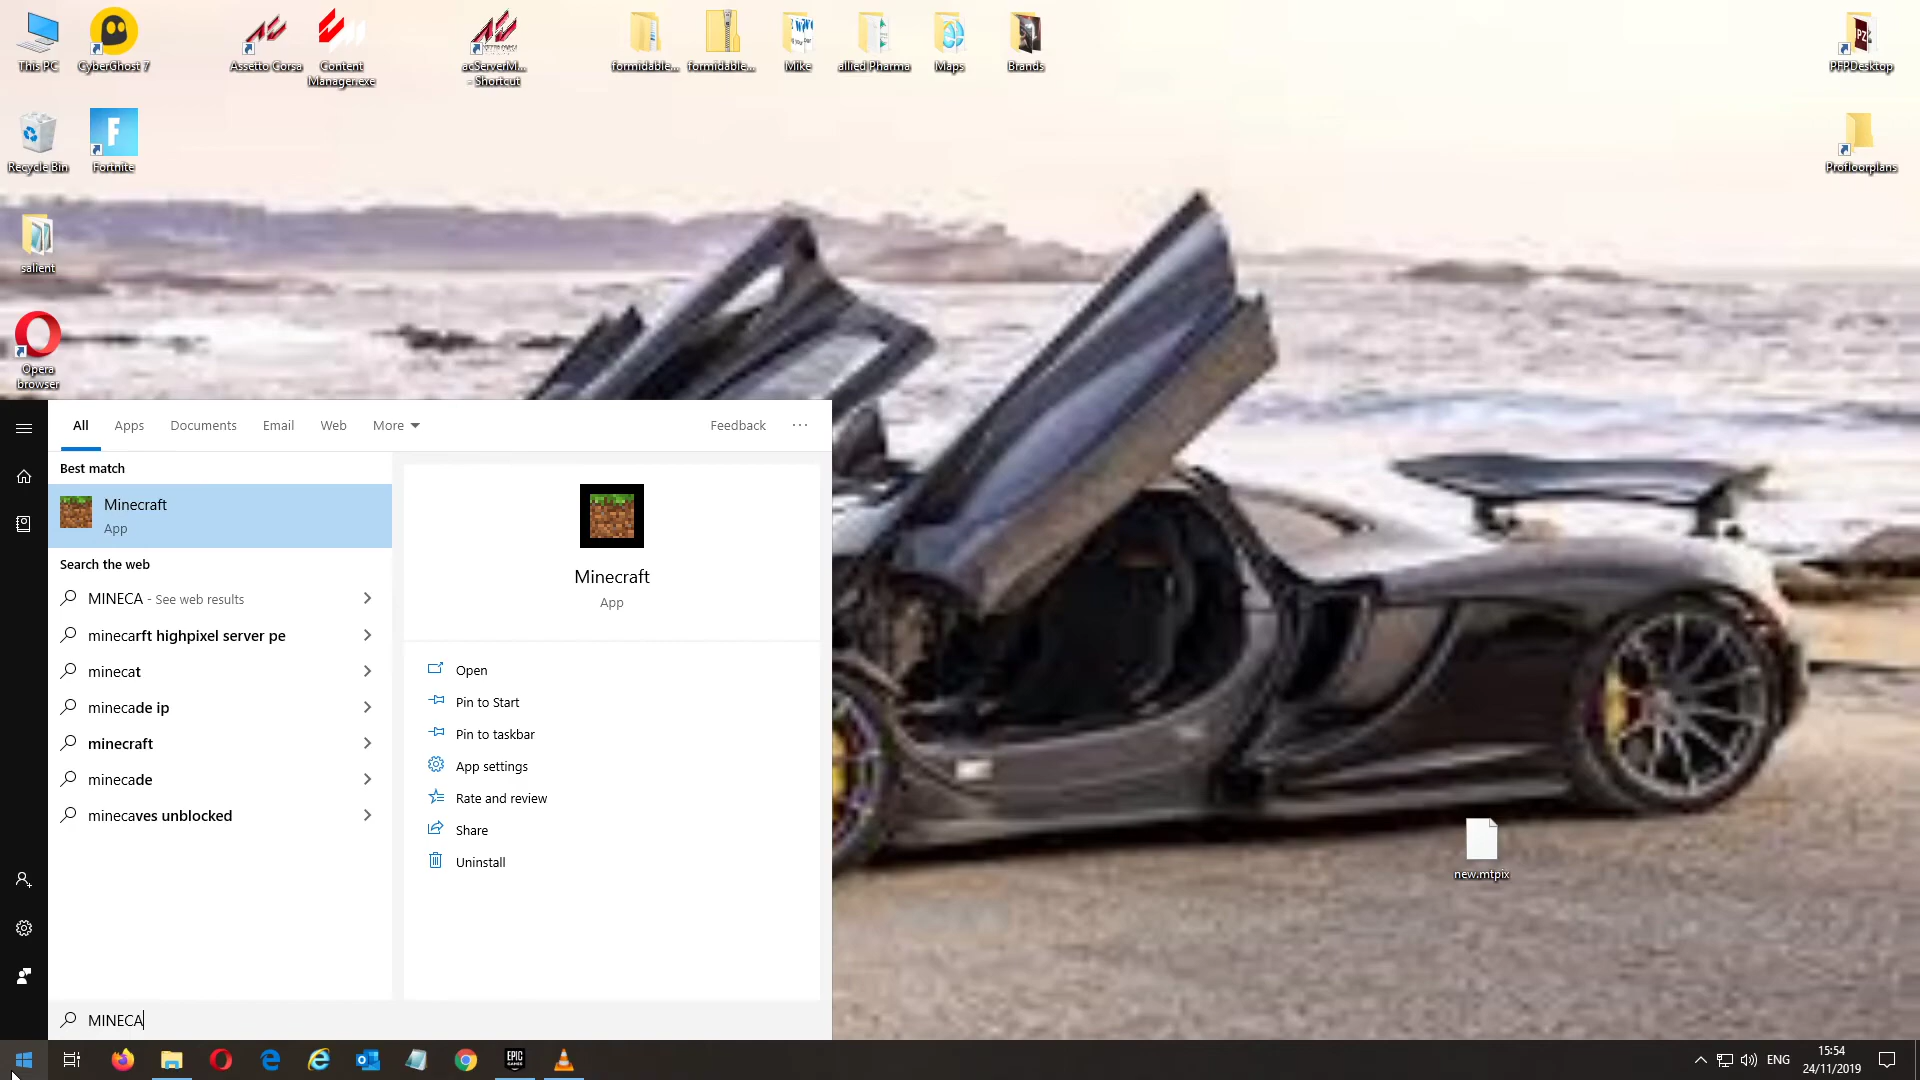 This PC
CyberGhost 7
Assetto Corsa
Content
Manager.exe
acServerM...
- Shortcut
formidable...
formidable...
Mike
allied Pharma
Maps
Brands
PFPDesktop
Recycle Bin
Fortnite
Profloorplans
salient
Opera
browser
All
Apps
Documents
Email
Web
More
Feedback
Best match
Minecraft
App
Search the web
MINECA - See web results
minecarft highpixel server pe
minecat
minecade ip
minecraft
minecade
minecaves unblocked
Minecraft
App
Open
Pin to Start
Pin to taskbar
App settings
Rate and review
Share
Uninstall
new.mtpix
MINECA
EPIC
GAMES
ENG
15:54
24/11/2019